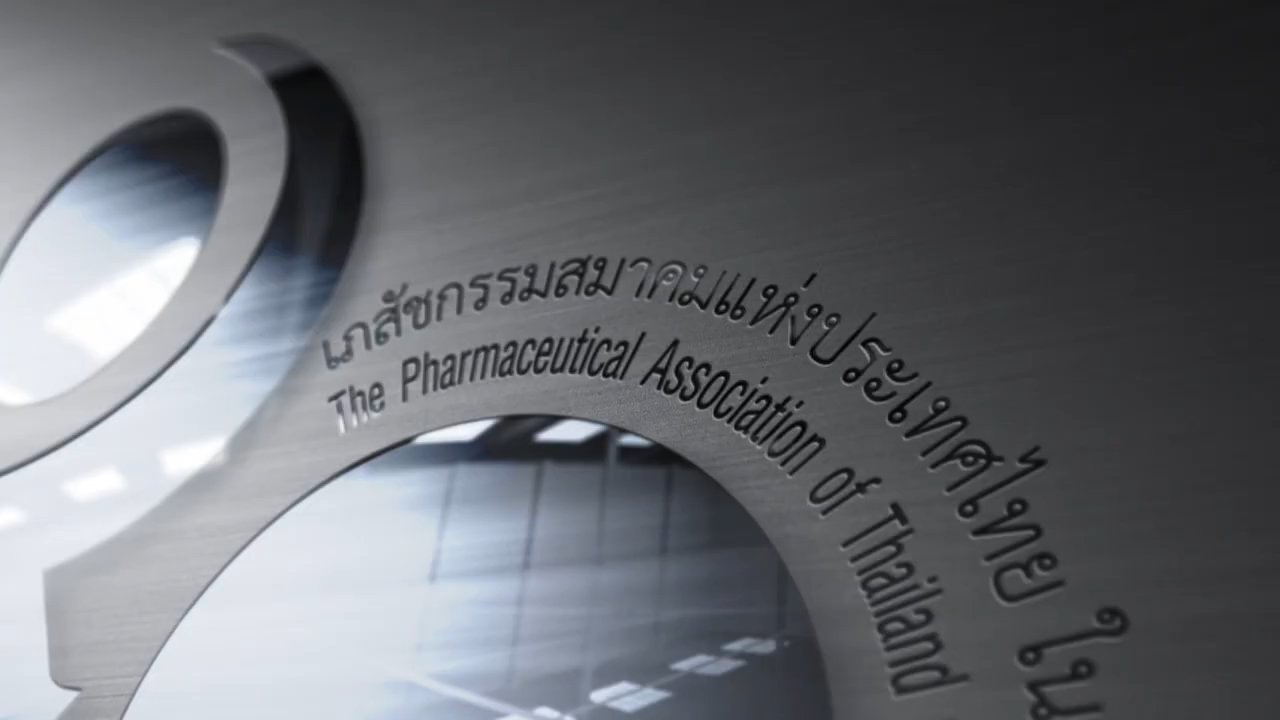 เภสัชกรรมสมาคมแห่งประเทศไทย ใน
The Pharmaceutical Association of Thailand